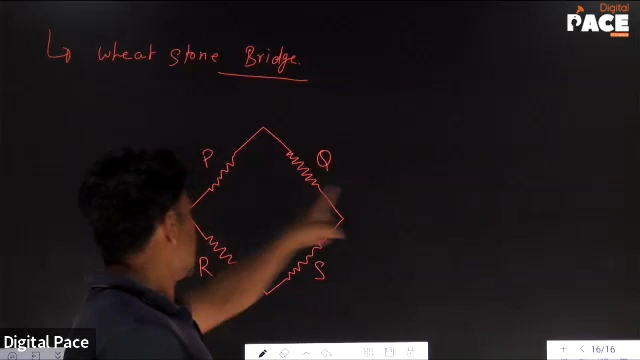 Digital
PACE
wheat stone Bridge.
P
Q
R
S
Digital Pace
16/16